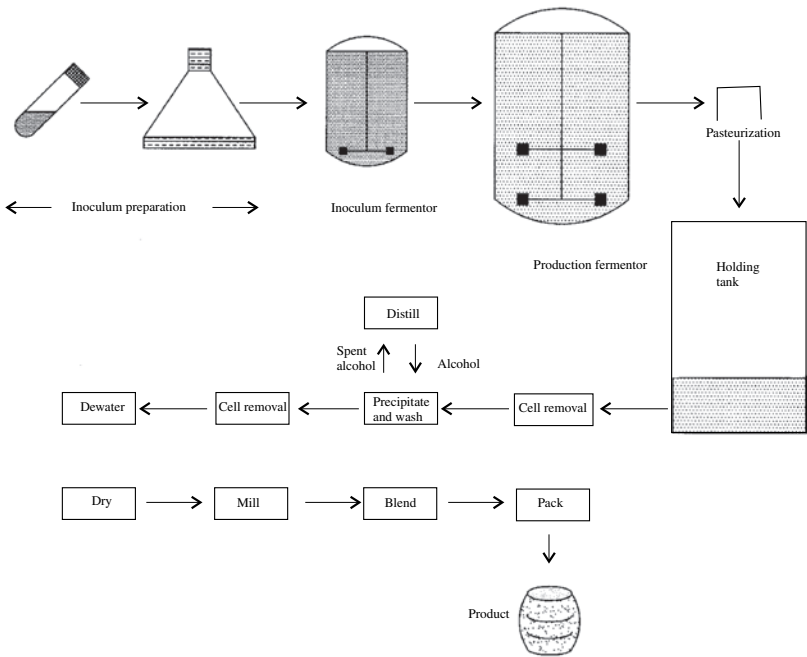 Pasteurization
Inoculum preparation
Inoculum fermentor
Production fermentor
Holding
tank
Distill
Spent
alcohol
Alcohol
Dewater
Cell removal
Precipitate
and wash
Cell removal
Dry
Mill
Blend
Pack
Product